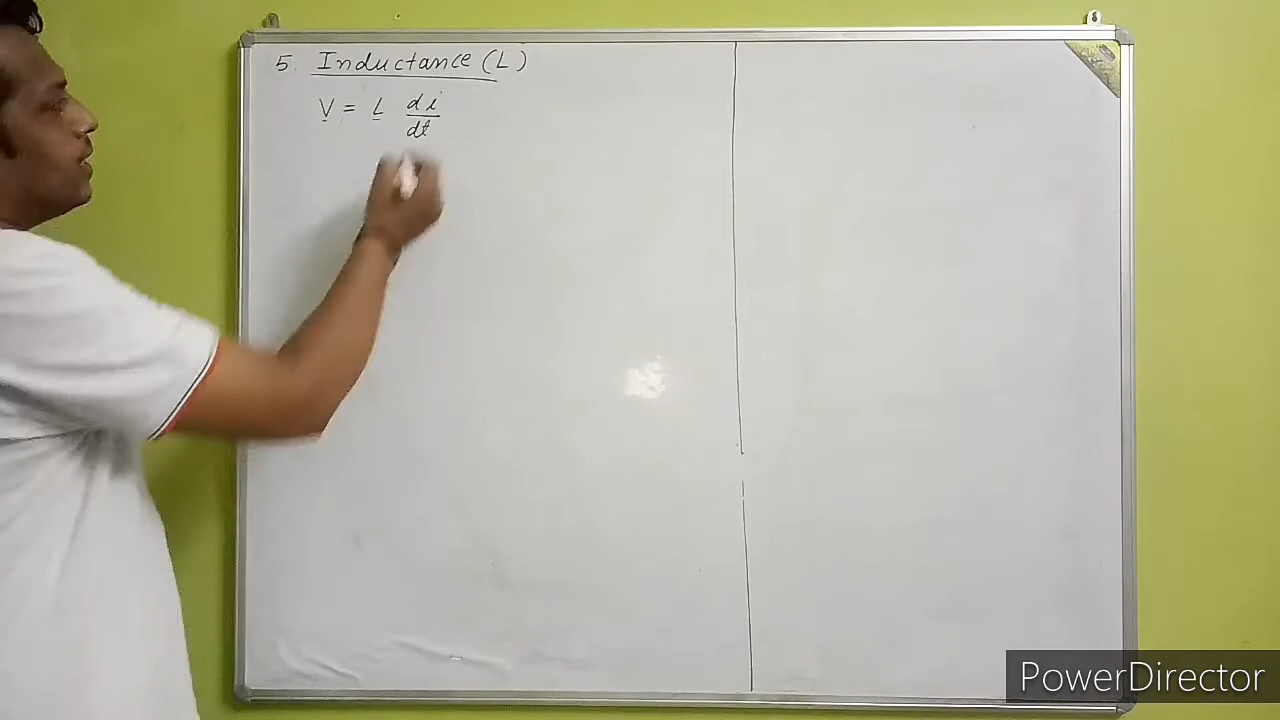 5. Inductance (L)
V = L di/dt
PowerDirector